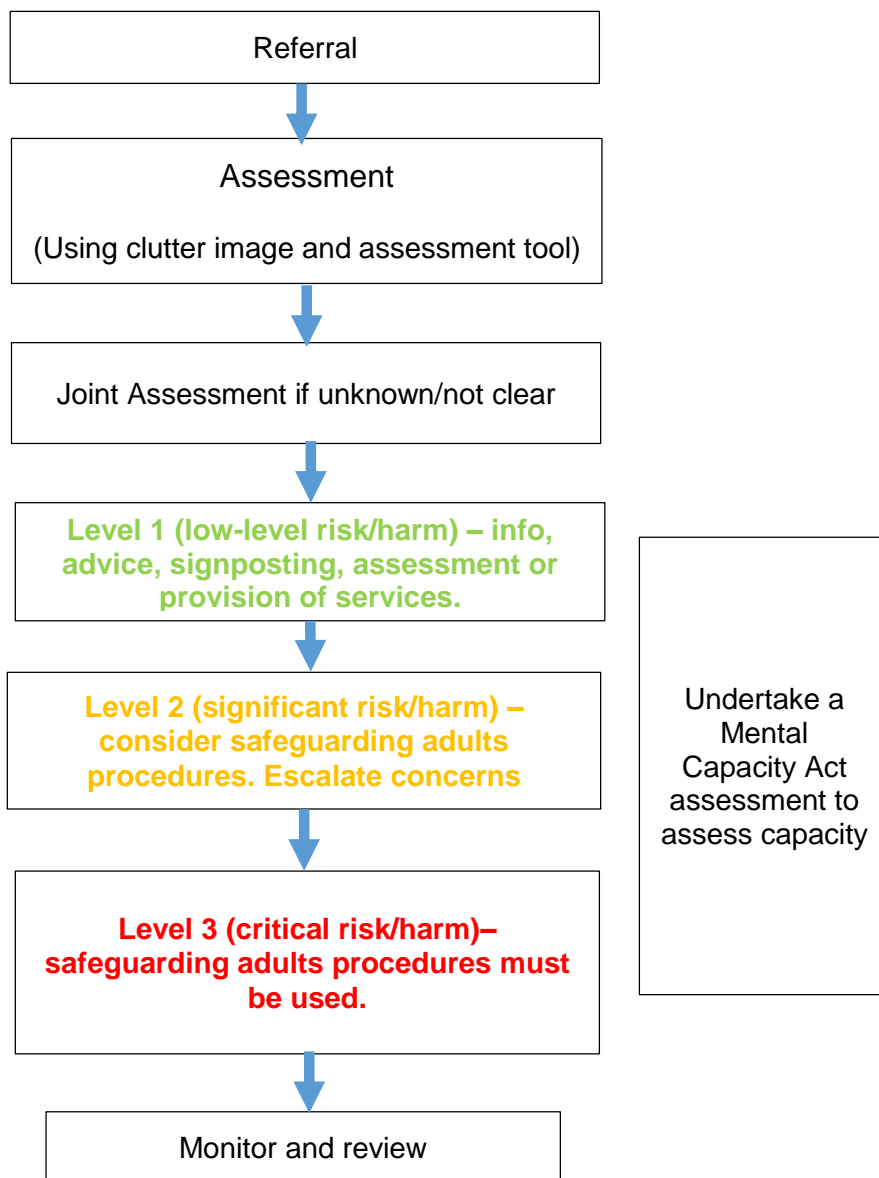 Referral
Assessment
(Using clutter image and assessment tool)
Joint Assessment if unknown/not clear
Level 1 (low-level risk/harm) – info,
advice, signposting, assessment or
provision of services.
Level 2 (significant risk/harm) –
consider safeguarding adults
procedures. Escalate concerns
Level 3 (critical risk/harm)–
safeguarding adults procedures must
be used.
Monitor and review
Undertake a
Mental
Capacity Act
assessment to
assess capacity